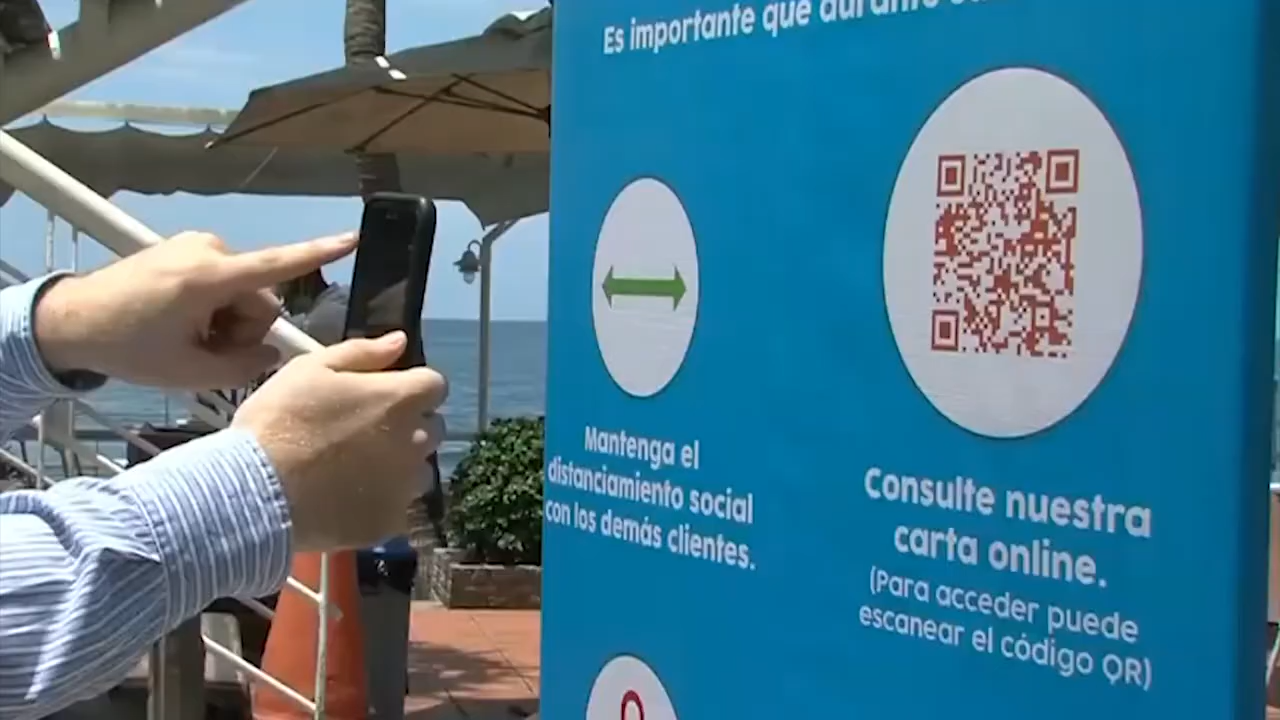 Es importante que durante
Mantenga el
distanciamiento social
con los demás clientes.
Consulte nuestra
carta online.
(Para acceder puede
escanear el código QR)